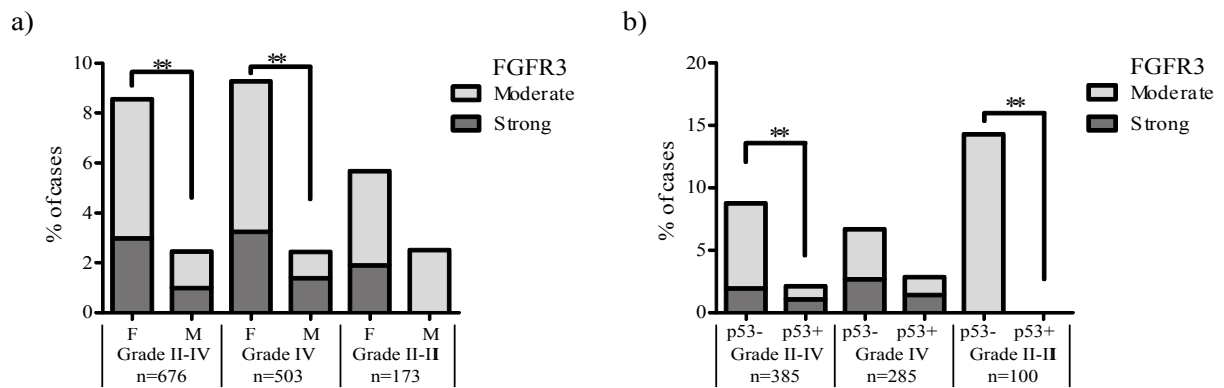 a)
% of cases
10
8
6
4
2
0
**
**
FGFR3
Moderate
Strong
F M F M F M
Grade II-IV Grade IV Grade II-II
n=676 n=503 n=173
b)
% of cases
20
15
10
5
0
**
**
FGFR3
Moderate
Strong
p53- p53+ p53- p53+ p53- p53+
Grade II-IV Grade IV Grade II-II
n=385 n=285 n=100